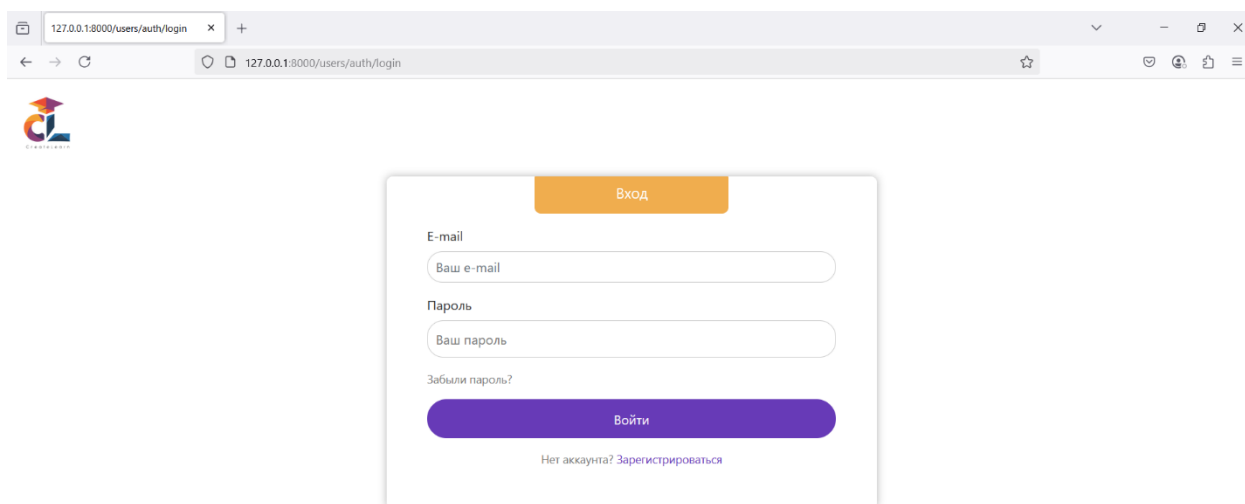 127.0.0.1:8000/users/auth/login
127.0.0.1:8000/users/auth/login
CL
CreateLearn
Вход
E-mail
Ваш e-mail
Пароль
Ваш пароль
Забыли пароль?
Войти
Нет аккаунта? Зарегистрироваться